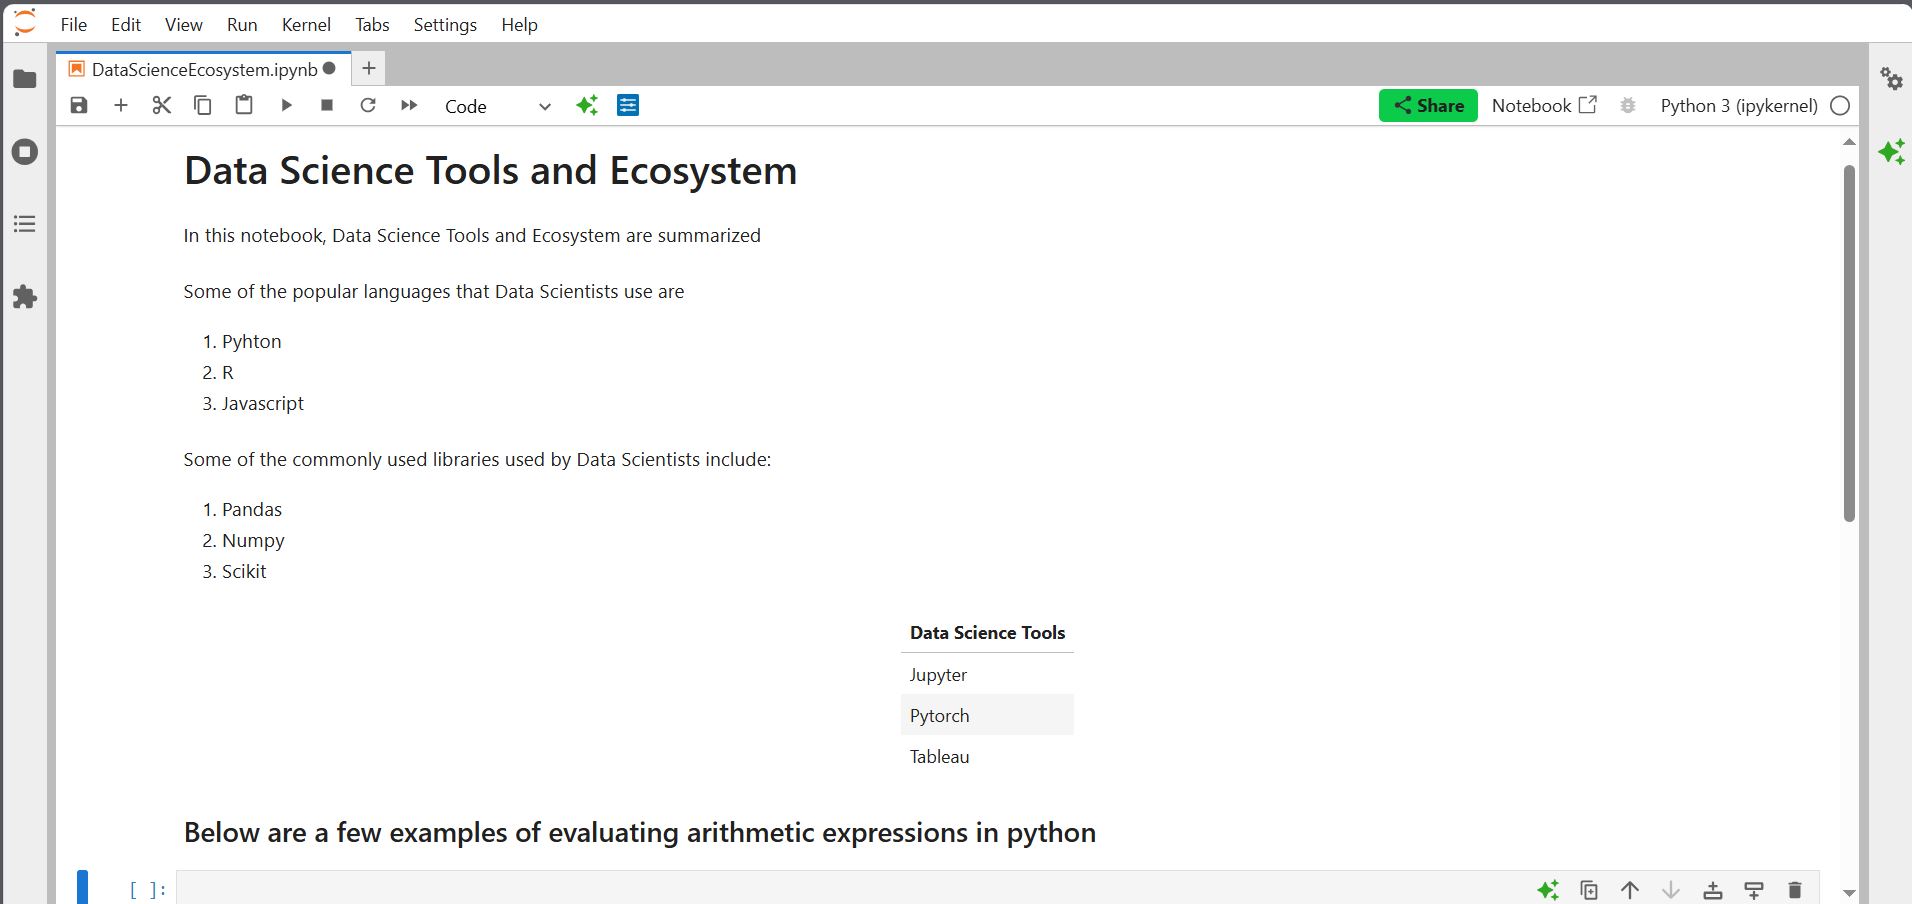 File Edit View Run Kernel Tabs Settings Help
DataScienceEcosystem.ipynb
Code
Share Notebook Python 3 (ipykernel)
Data Science Tools and Ecosystem
In this notebook, Data Science Tools and Ecosystem are summarized
Some of the popular languages that Data Scientists use are
1. Pyhton
2. R
3. Javascript
Some of the commonly used libraries used by Data Scientists include:
1. Pandas
2. Numpy
3. Scikit
Data Science Tools
Jupyter
Pytorch
Tableau
Below are a few examples of evaluating arithmetic expressions in python
[ ]: